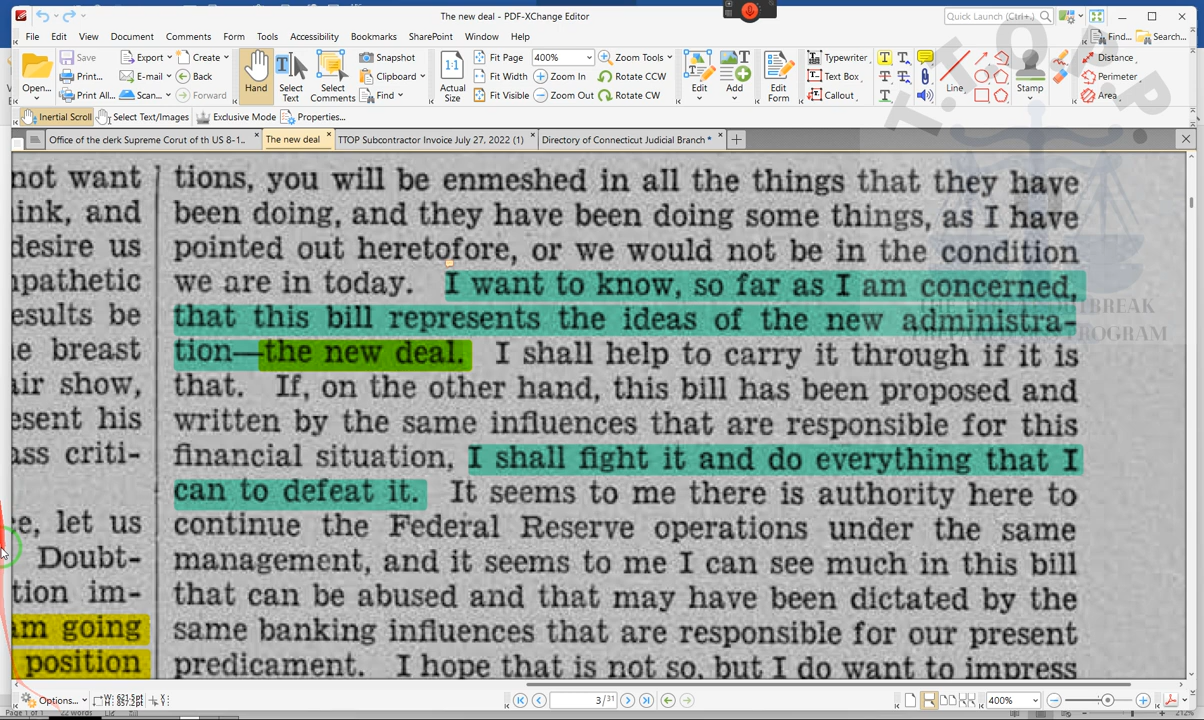 The new deal - PDF-XChange Editor
Quick Launch (Ctrl+.)
File Edit View Document Comments Form Tools Accessibility Bookmarks SharePoint Window Help
Find...
Search...
Open...
Save
Print...
Print All...
Export
E-mail
Scan...
Create
Back
Forward
Hand
Select Text
Select Comments
Snapshot
Clipboard
Find
Actual Size
Fit Page
Fit Width
Fit Visible
400%
Zoom In
Zoom Out
Zoom Tools
Rotate CCW
Rotate CW
Edit
Add
Edit Form
Typewriter
Text Box
Callout
Line
Stamp
Distance
Perimeter
Area
Inertial Scroll Select Text/Images Exclusive Mode Properties...
Office of the clerk Supreme Corut of th US 8-1...
The new deal
TTOP Subcontractor Invoice July 27, 2022 (1)
Directory of Connecticut Judicial Branch *
T.T.O.P.
not want
ink, and
desire us
npathetic
esults be
e breast
air show,
esent his
ass criti-
e, let us
Doubt-
tion im-
am going
position
tions, you will be enmeshed in all the things that they have
been doing, and they have been doing some things, as I have
pointed out heretofore, or we would not be in the condition
we are in today. I want to know, so far as I am concerned,
that this bill represents the ideas of the new administra-
tion—the new deal. I shall help to carry it through if it is
that. If, on the other hand, this bill has been proposed and
written by the same influences that are responsible for this
financial situation, I shall fight it and do everything that I
can to defeat it. It seems to me there is authority here to
continue the Federal Reserve operations under the same
management, and it seems to me I can see much in this bill
that can be abused and that may have been dictated by the
same banking influences that are responsible for our present
predicament. I hope that is not so, but I do want to impress
PROGRAM
Options...
W: 621.5pt
H: 857.2pt
X:
Y:
3 / 31
400%
Page 1 of 1
22 words
212%